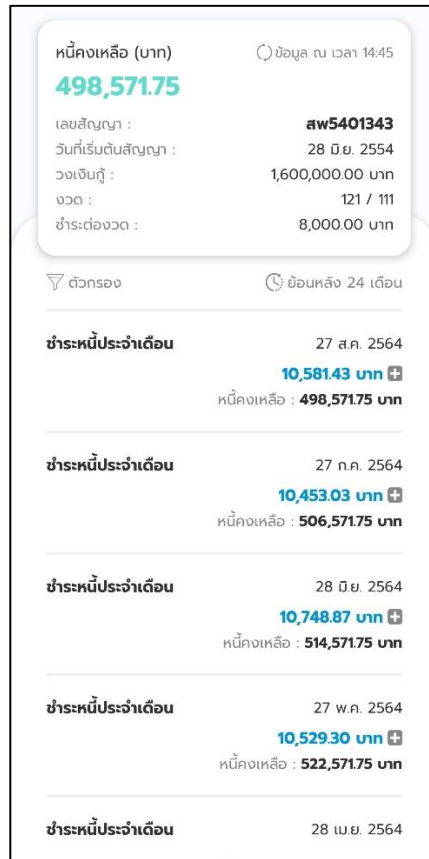 หนี้คงเหลือ (บาท) ข้อมูล ณ เวลา 14:45
498,571.75
เลขสัญญา : สพ5401343
วันที่เริ่มต้นสัญญา : 28 มิ.ย. 2554
วงเงินกู้ : 1,600,000.00 บาท
งวด : 121 / 111
ชำระต่องวด : 8,000.00 บาท
ตัวกรอง ย้อนหลัง 24 เดือน
ชำระหนี้ประจำเดือน 27 ส.ค. 2564
10,581.43 บาท
หนี้คงเหลือ : 498,571.75 บาท
ชำระหนี้ประจำเดือน 27 ก.ค. 2564
10,453.03 บาท
หนี้คงเหลือ : 506,571.75 บาท
ชำระหนี้ประจำเดือน 28 มิ.ย. 2564
10,748.87 บาท
หนี้คงเหลือ : 514,571.75 บาท
ชำระหนี้ประจำเดือน 27 พ.ค. 2564
10,529.30 บาท
หนี้คงเหลือ : 522,571.75 บาท
ชำระหนี้ประจำเดือน 28 เม.ย. 2564